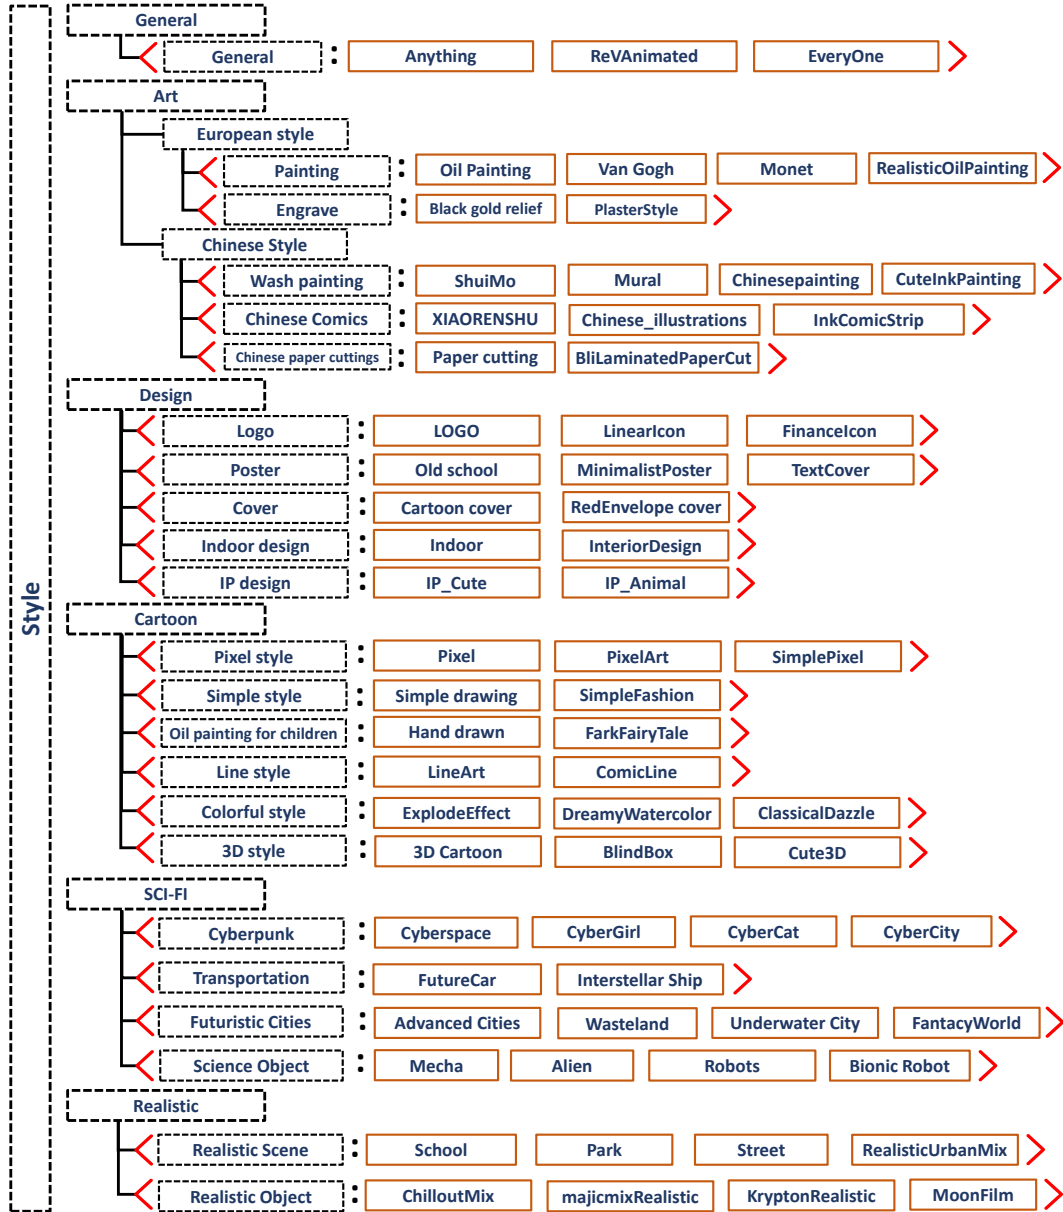 Style
General
General : Anything ReVAnimated EveryOne
Art
European style
Painting : Oil Painting Van Gogh Monet RealisticOilPainting
Engrave : Black gold relief PlasterStyle
Chinese Style
Wash painting : ShuiMo Mural Chinesepainting CuteInkPainting
Chinese Comics : XIAORENSHU Chinese_illustrations InkComicStrip
Chinese paper cuttings : Paper cutting BliLaminatedPaperCut
Design
Logo : LOGO LinearIcon FinanceIcon
Poster : Old school MinimalistPoster TextCover
Cover : Cartoon cover RedEnvelope cover
Indoor design : Indoor InteriorDesign
IP design : IP_Cute IP_Animal
Cartoon
Pixel style : Pixel PixelArt SimplePixel
Simple style : Simple drawing SimpleFashion
Oil painting for children : Hand drawn FarkFairyTale
Line style : LineArt ComicLine
Colorful style : ExplodeEffect DreamyWatercolor ClassicalDazzle
3D style : 3D Cartoon BlindBox Cute3D
SCI-FI
Cyberpunk : Cyberspace CyberGirl CyberCat CyberCity
Transportation : FutureCar Interstellar Ship
Futuristic Cities : Advanced Cities Wasteland Underwater City FantacyWorld
Science Object : Mecha Alien Robots Bionic Robot
Realistic
Realistic Scene : School Park Street RealisticUrbanMix
Realistic Object : ChilloutMix majicmixRealistic KryptonRealistic MoonFilm